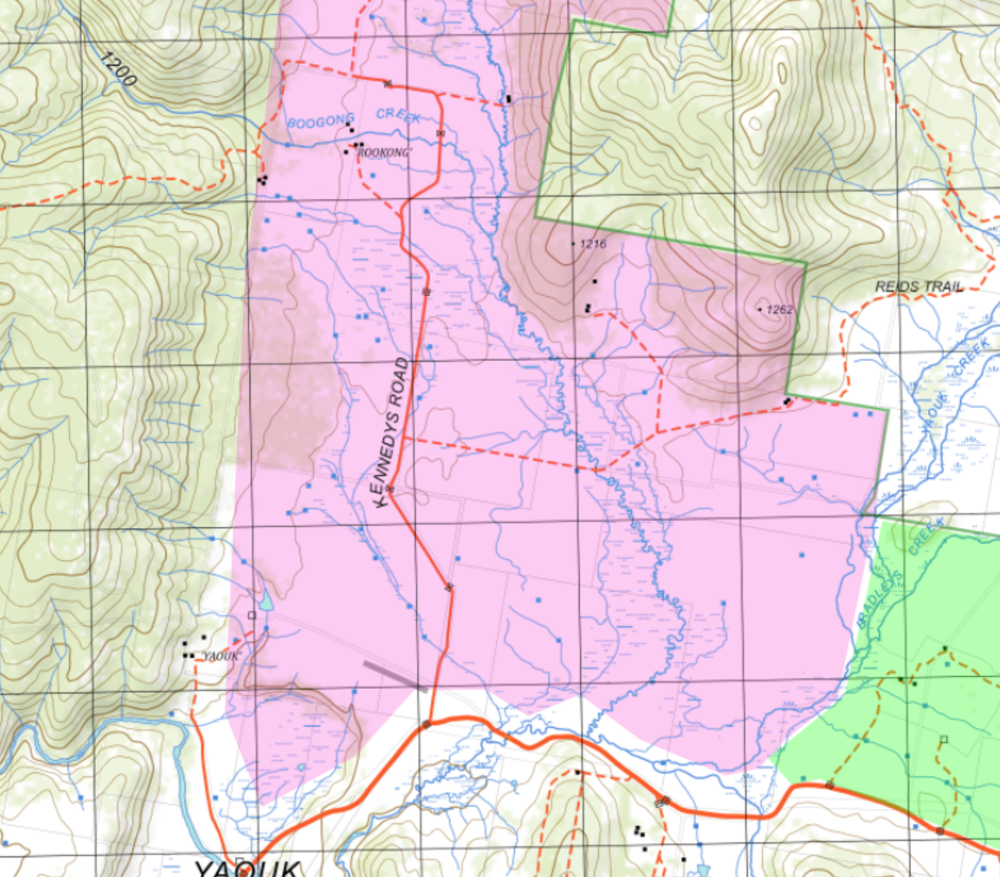 1200
BOOGONG CREEK
'ROOKONG'
1216
REIDS TRAIL
1262
YAOUK CREEK
KENNEDYS ROAD
BRADLEYS CREEK
'YAOUK'
YAOUK